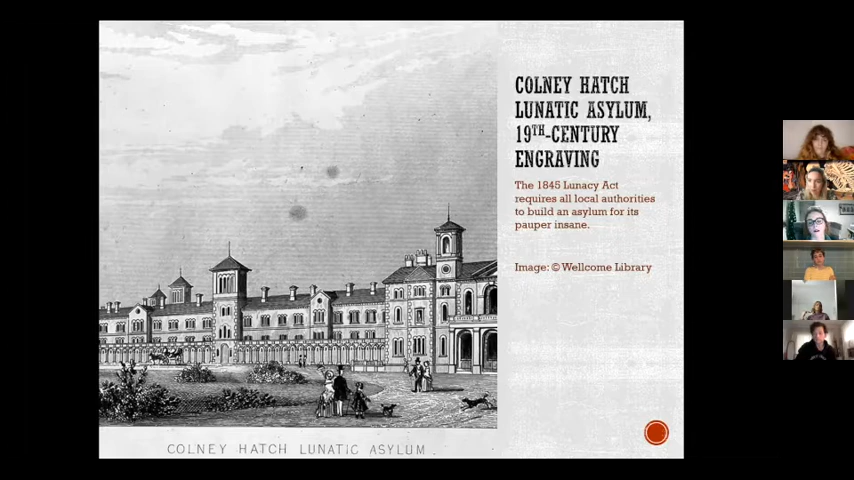 COLNEY HATCH
LUNATIC ASYLUM,
19TH-CENTURY
ENGRAVING
The 1845 Lunacy Act
requires all local authorities
to build an asylum for its
pauper insane.
Image: © Wellcome Library
COLNEY HATCH LUNATIC ASYLUM.